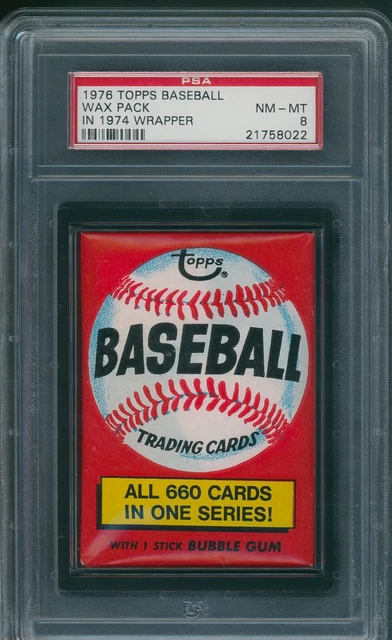 PSA
1976 TOPPS BASEBALL
WAX PACK NM - MT
IN 1974 WRAPPER 8
21758022
Topps®
BASEBALL
TRADING CARDS
ALL 660 CARDS
IN ONE SERIES!
WITH 1 STICK BUBBLE GUM
PSA